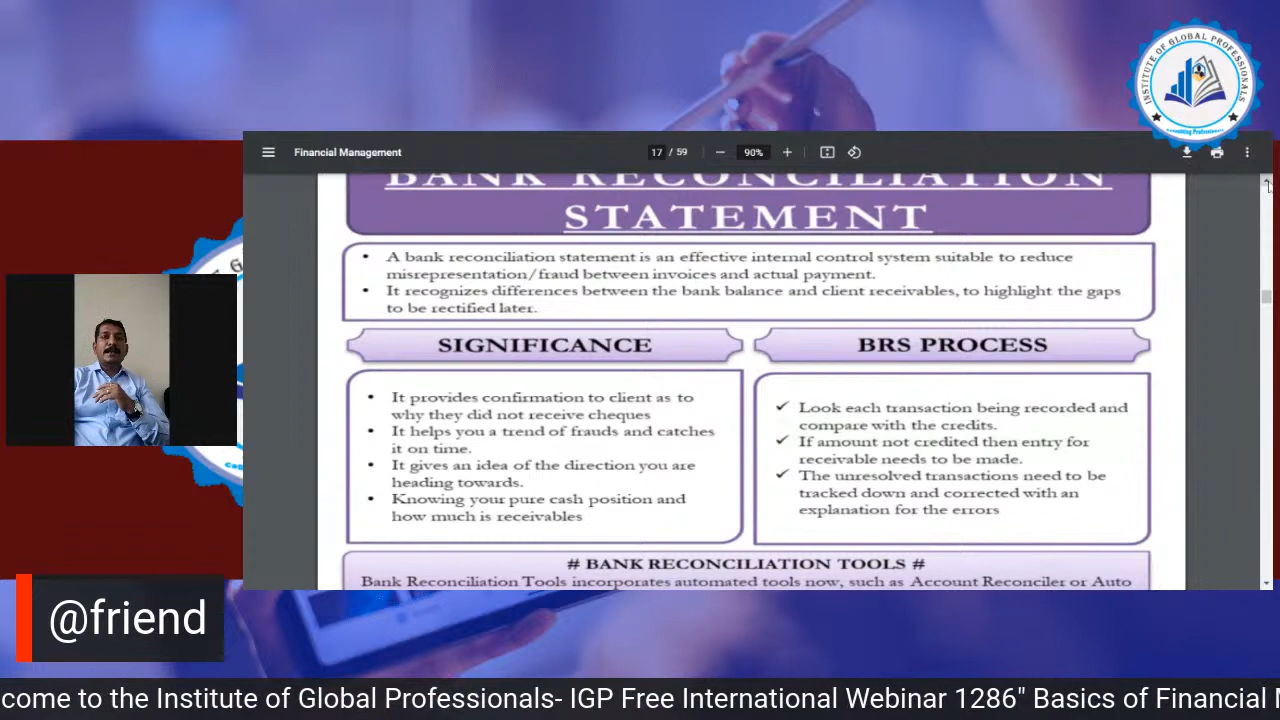 INSTITUTE OF GLOBAL PROFESSIONALS
Financial Management
17 / 59
90%
BANK RECONCILIATION
STATEMENT
• A bank reconciliation statement is an effective internal control system suitable to reduce
misrepresentation/fraud between invoices and actual payment.
• It recognizes differences between the bank balance and client receivables, to highlight the gaps
to be rectified later.
SIGNIFICANCE
• It provides confirmation to client as to
why they did not receive cheques
• It helps you a trend of frauds and catches
it on time.
• It gives an idea of the direction you are
heading towards.
• Knowing your pure cash position and
how much is receivables
BRS PROCESS
✓ Look each transaction being recorded and
compare with the credits.
✓ If amount not credited then entry for
receivable needs to be made.
✓ The unresolved transactions need to be
tracked down and corrected with an
explanation for the errors
# BANK RECONCILIATION TOOLS #
Bank Reconciliation Tools incorporates automated tools now, such as Account Reconciler or Auto
@friend
come to the Institute of Global Professionals- IGP Free International Webinar 1286" Basics of Financial